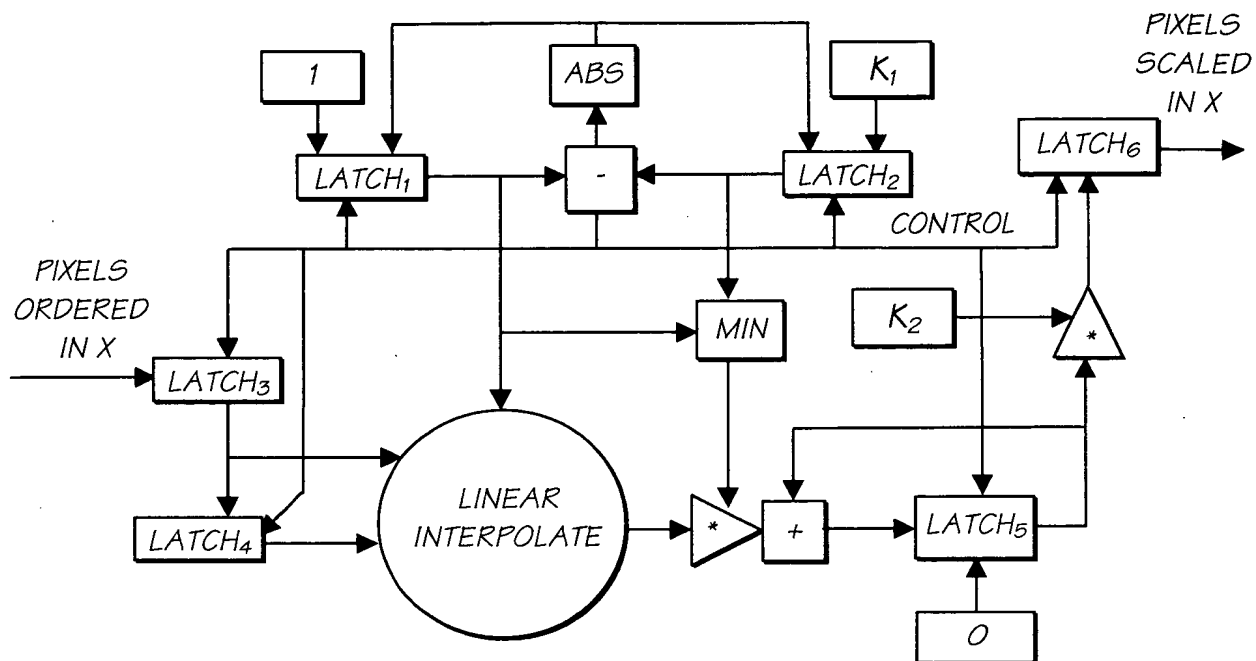 PIXELS
SCALED
IN X
1
ABS
K₁
LATCH₁
-
LATCH₂
LATCH₆
CONTROL
PIXELS
ORDERED
IN X
K₂
MIN
*
LATCH₃
LINEAR
INTERPOLATE
LATCH₄
*
+
LATCH₅
0